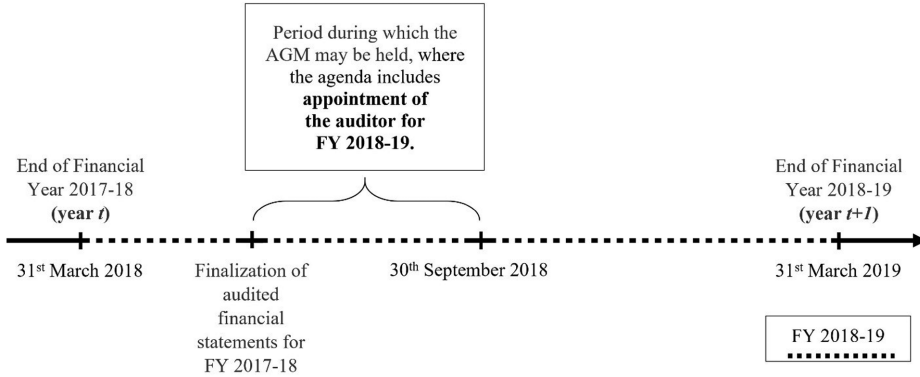 Period during which the
AGM may be held, where
the agenda includes
appointment of
the auditor for
FY 2018-19.
End of Financial
Year 2017-18
(year t)
End of Financial
Year 2018-19
(year t+1)
31st March 2018
Finalization of
audited
financial
statements for
FY 2017-18
30th September 2018
31st March 2019
FY 2018-19